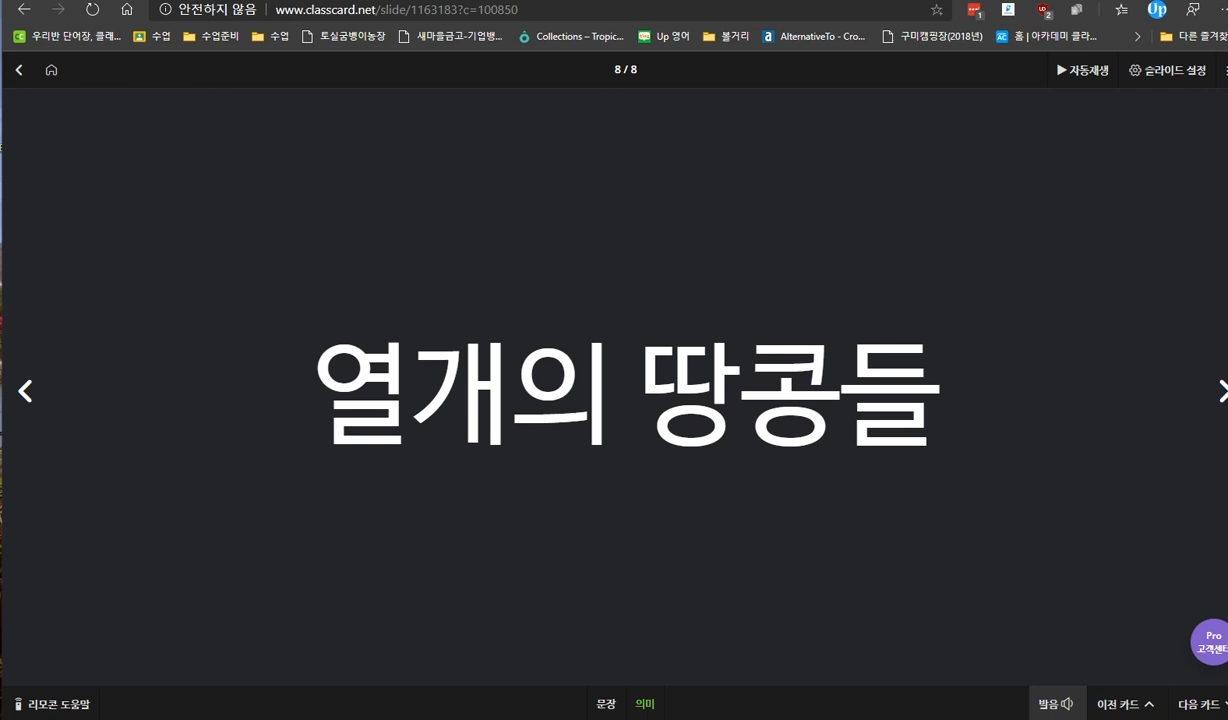 안전하지 않음 | www.classcard.net/slide/1163183?c=100850
1 2 Up
우리반 단어장, 클래... 수업 수업준비 수업 토실굼벵이농장 새마을금고-기업뱅... Collections – Tropic... Up 영어 볼거리 AlternativeTo - Cro... 구미캠핑장(2018년) 홈 | 아카데미 클라... 다른 즐겨찾
8 / 8 자동재생 슬라이드 설정
열개의 땅콩들
Pro
고객센터
리모콘 도움말 문장 의미 발음 이전 카드 다음 카드